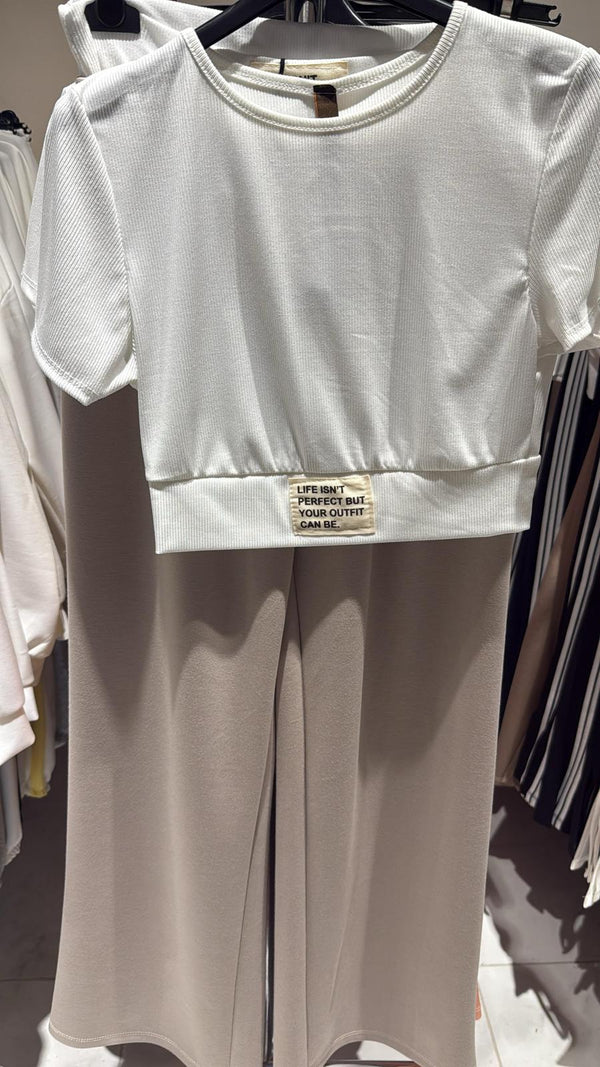 LIFE ISN'T
PERFECT BUT
YOUR OUTFIT
CAN BE.